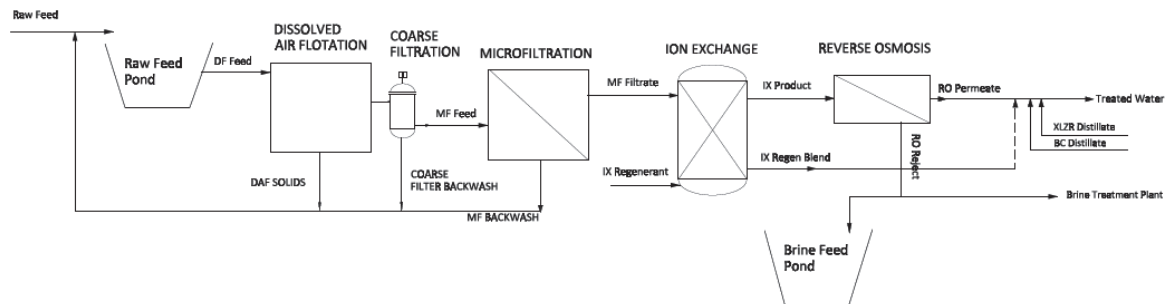 Raw Feed
Raw Feed
Pond
DF Feed
DISSOLVED
AIR FLOTATION
COARSE
FILTRATION
MF Feed
MICROFILTRATION
MF Filtrate
ION EXCHANGE
IX Product
REVERSE OSMOSIS
RO Permeate
Treated Water
XLZR Distillate
BC Distillate
IX Regen Blend
IX Regenerant
RO Reject
DAF SOLIDS
COARSE
FILTER BACKWASH
MF BACKWASH
Brine Treatment Plant
Brine Feed
Pond